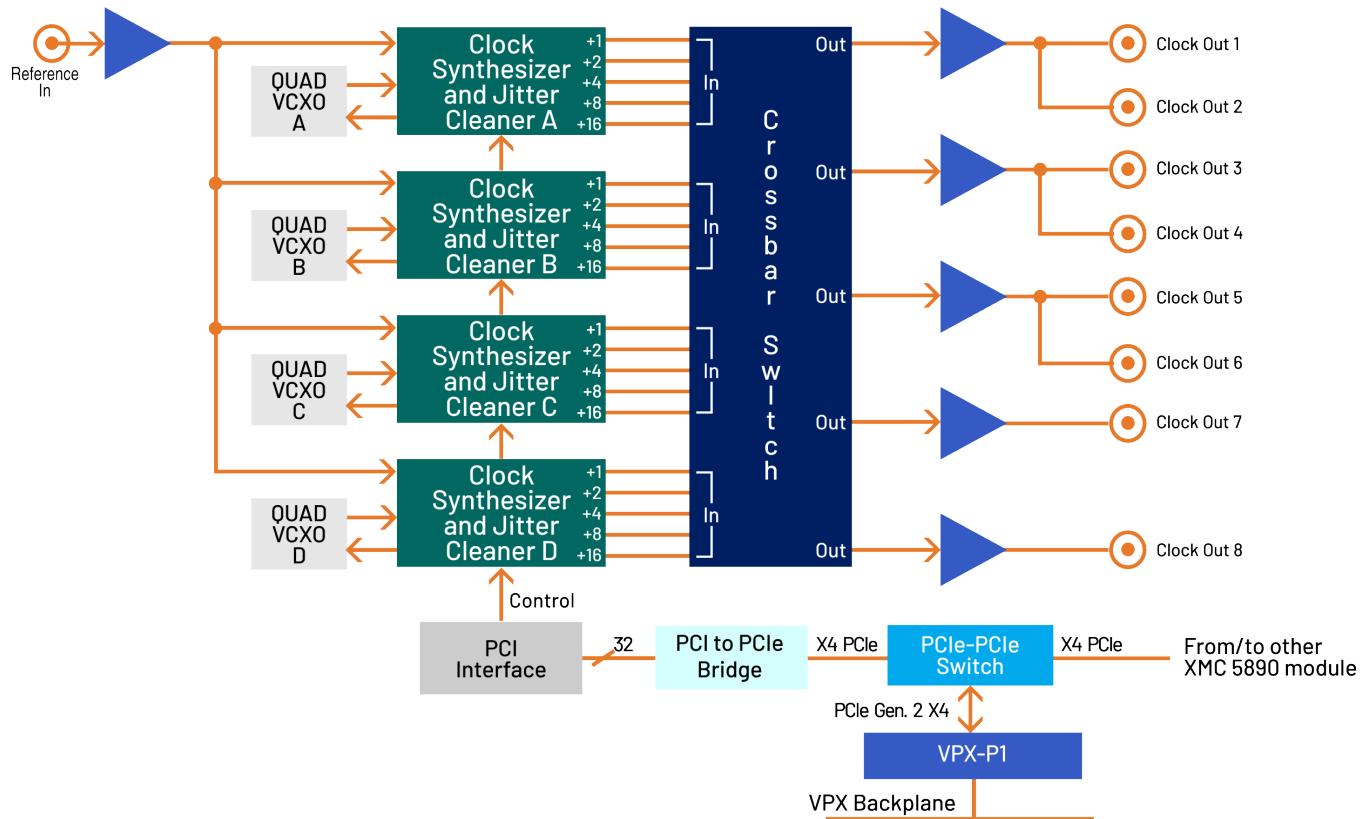 Reference
In
QUAD
VCXO
A
Clock
Synthesizer
and Jitter
Cleaner A
+1
+2
+4
+8
+16
In
QUAD
VCXO
B
Clock
Synthesizer
and Jitter
Cleaner B
+1
+2
+4
+8
+16
In
QUAD
VCXO
C
Clock
Synthesizer
and Jitter
Cleaner C
+1
+2
+4
+8
+16
In
QUAD
VCXO
D
Clock
Synthesizer
and Jitter
Cleaner D
+1
+2
+4
+8
+16
In
Crossbar SwItch
Out
Out
Out
Out
Out
Clock Out 1
Clock Out 2
Clock Out 3
Clock Out 4
Clock Out 5
Clock Out 6
Clock Out 7
Clock Out 8
Control
PCI
Interface
32
PCI to PCIe
Bridge
X4 PCIe
PCIe-PCIe
Switch
X4 PCIe
From/to other
XMC 5890 module
PCIe Gen. 2 X4
VPX-P1
VPX Backplane